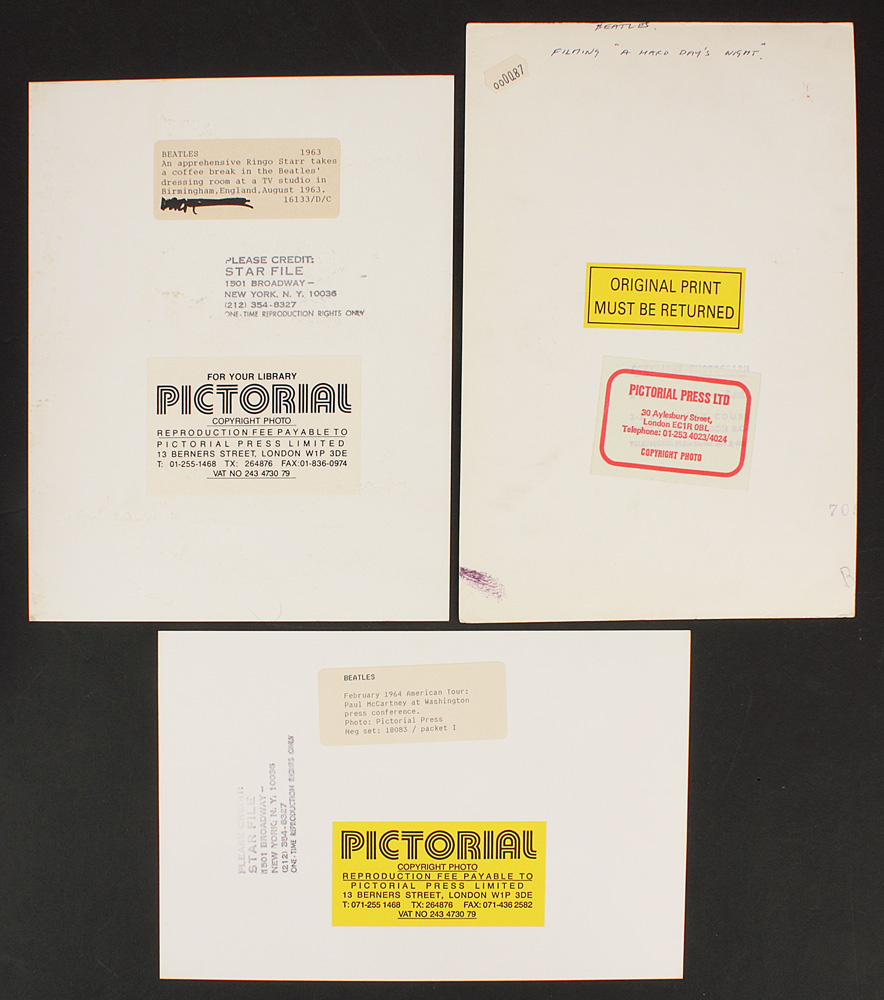 BEATLES 1963
An apprehensive Ringo Starr takes
a coffee break in the Beatles'
dressing room at a TV studio in
Birmingham,England,August 1963.
16133/D/C
PLEASE CREDIT:
STAR FILE
1501 BROADWAY—
NEW YORK, N. Y. 10036
(212) 354-8327
ONE-TIME REPRODUCTION RIGHTS ONLY
FOR YOUR LIBRARY
PICTORIAL
COPYRIGHT PHOTO
REPRODUCTION FEE PAYABLE TO
PICTORIAL PRESS LIMITED
13 BERNERS STREET, LONDON W1P 3DE
T: 01-255-1468 TX: 264876 FAX:01-836-0974
VAT NO 243 4730 79
BEATLES.
FILMING "A HARD DAY'S NIGHT".
000087
ORIGINAL PRINT
MUST BE RETURNED
PICTORIAL PRESS LTD
30 Aylesbury Street,
London EC1R 0BL
Telephone: 01-253 4023/4024
COPYRIGHT PHOTO
70
B
BEATLES
February 1964 American Tour:
Paul McCartney at Washington
press conference.
Photo: Pictorial Press
Neg set: 18083 / packet I
PLEASE CREDIT:
STAR FILE
1501 BROADWAY—
NEW YORK, N. Y. 10036
(212) 354-8327
ONE-TIME REPRODUCTION RIGHTS ONLY
PICTORIAL
COPYRIGHT PHOTO
REPRODUCTION FEE PAYABLE TO
PICTORIAL PRESS LIMITED
13 BERNERS STREET, LONDON W1P 3DE
T: 071-255 1468 TX: 264876 FAX: 071-436 2582
VAT NO 243 4730 79